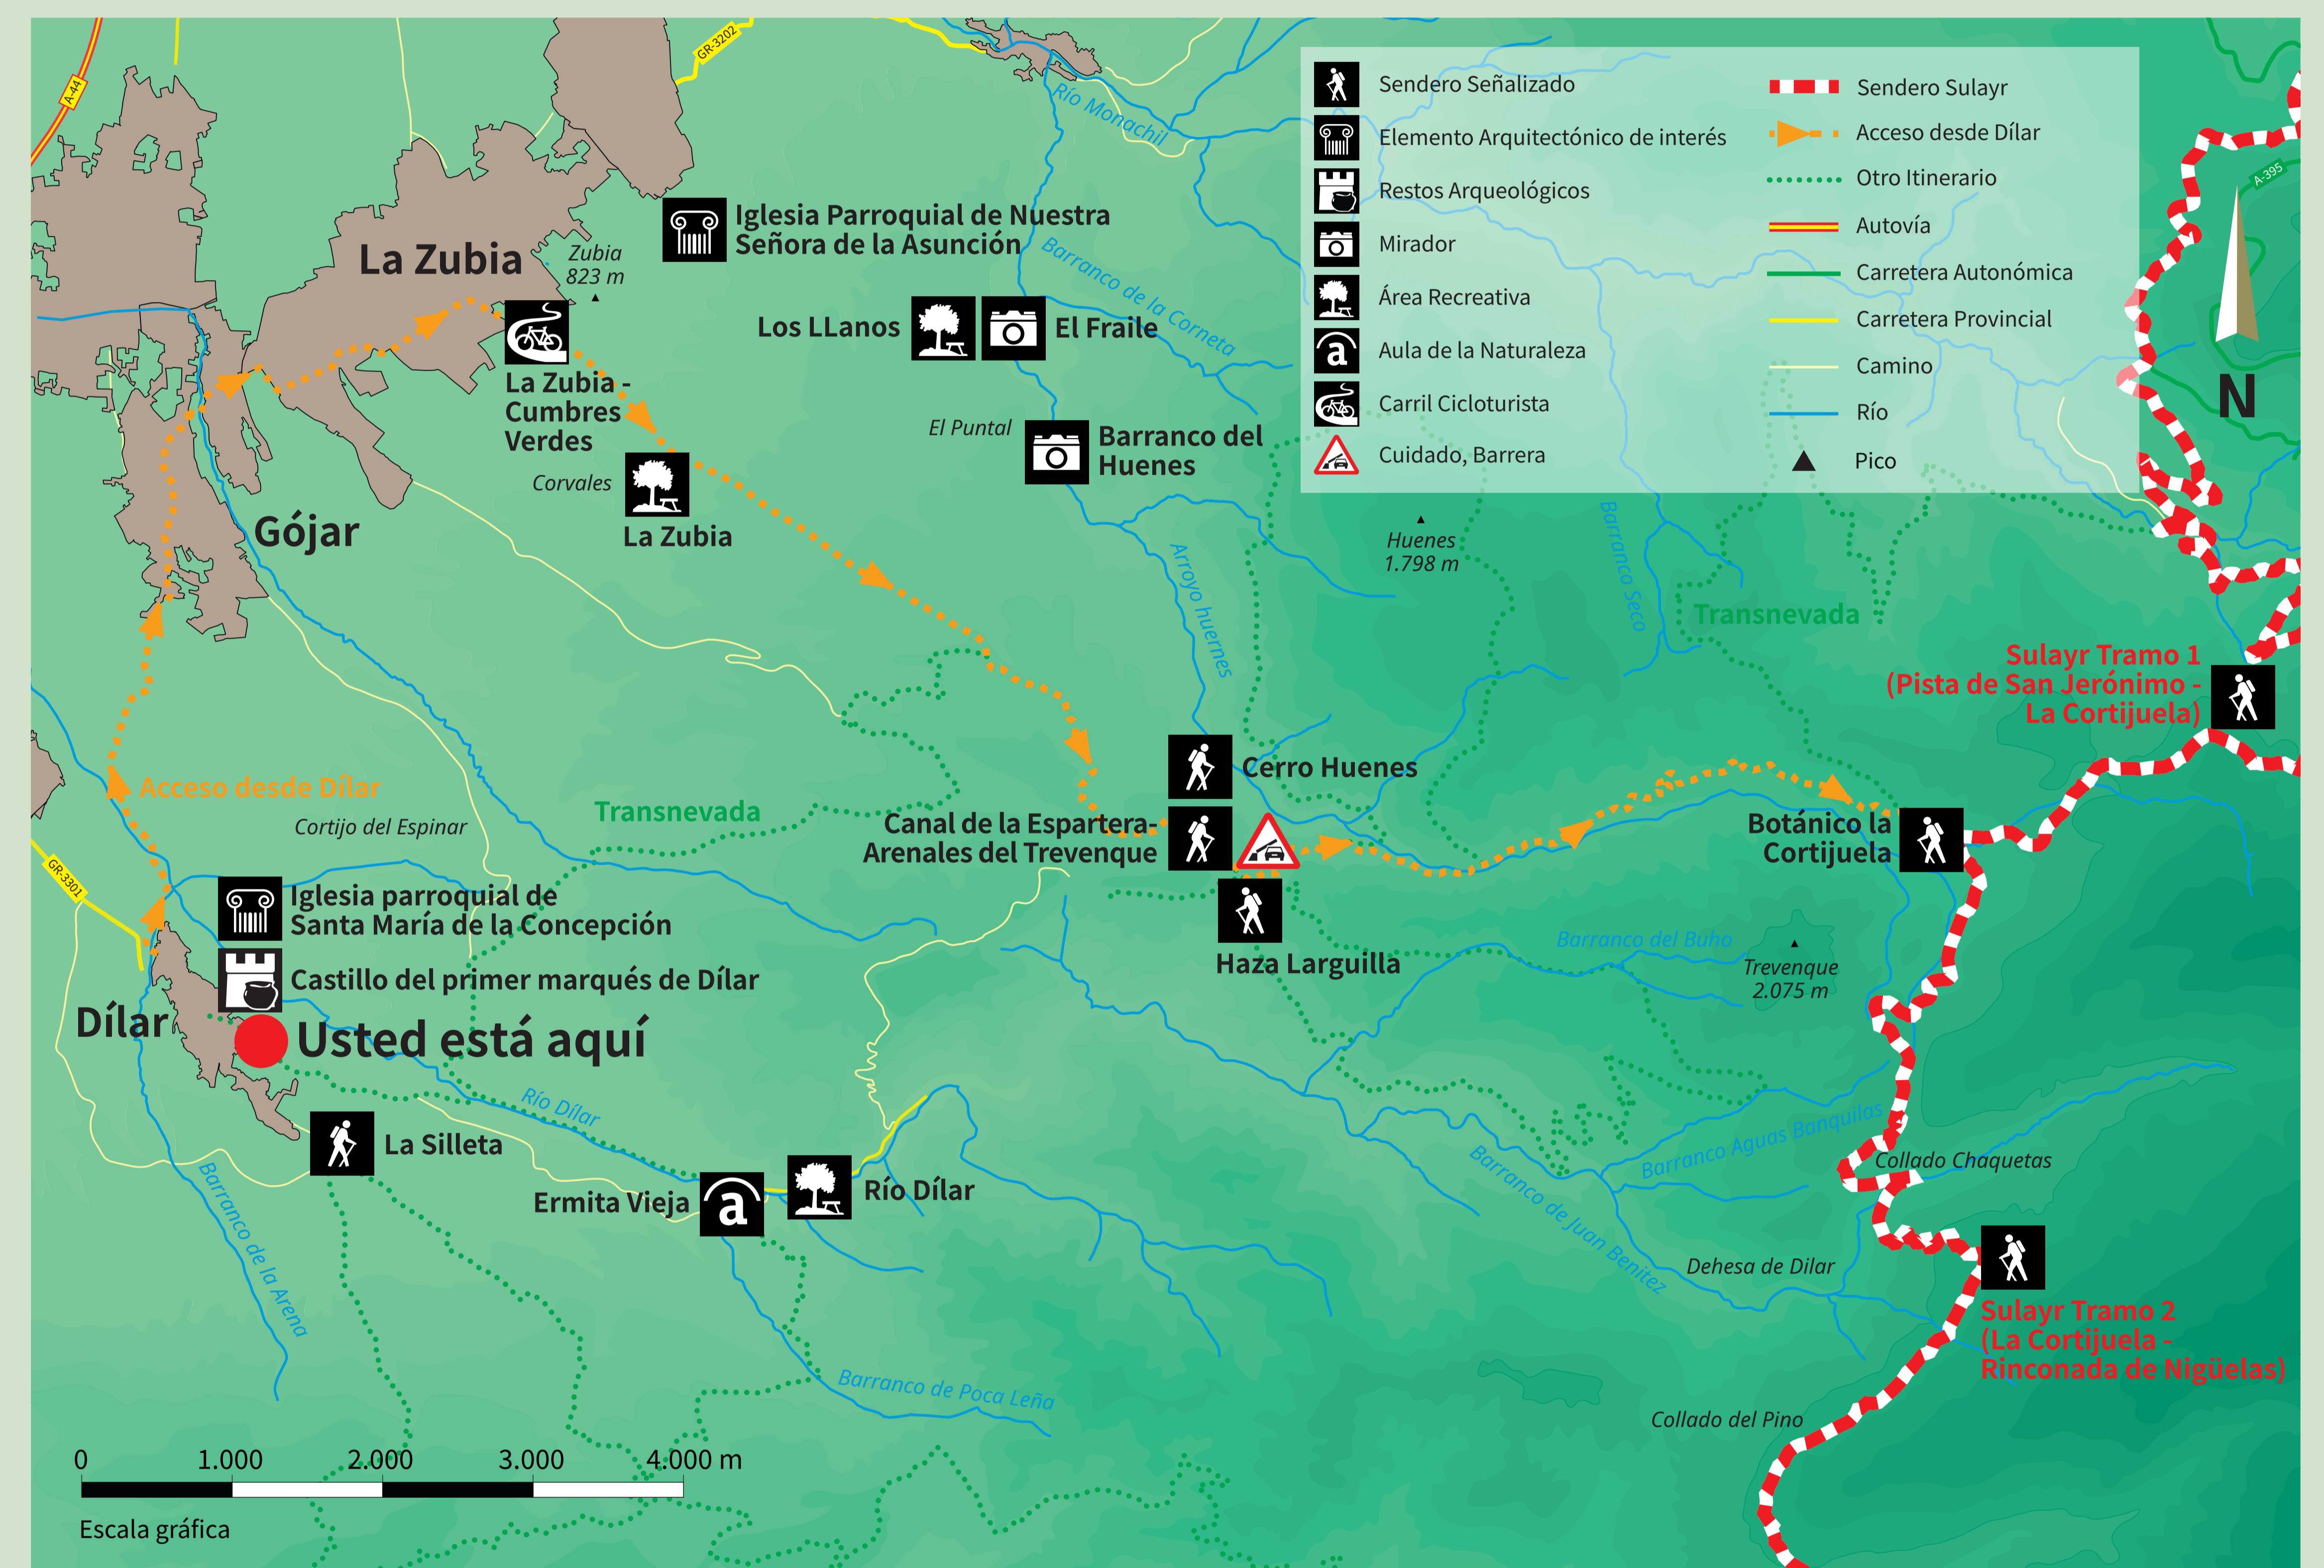 A-44
GR-3202
Río Monachil
Sendero Señalizado
Elemento Arquitectónico de interés
Restos Arqueológicos
Mirador
Área Recreativa
Aula de la Naturaleza
Carril Cicloturista
Cuidado, Barrera
Sendero Sulayr
Acceso desde Dílar
Otro Itinerario
Autovía
Carretera Autonómica
Carretera Provincial
Camino
Río
Pico
A-395
N
La Zubia
Zubia
823 m
Iglesia Parroquial de Nuestra
Señora de la Asunción
Barranco de la Corneta
Los LLanos
El Fraile
La Zubia -
Cumbres
Verdes
El Puntal
Barranco del
Huenes
Corvales
La Zubia
Gójar
Arroyo huernes
Huenes
1.798 m
Barranco Seco
Transnevada
Sulayr Tramo 1
(Pista de San Jerónimo -
La Cortijuela)
Acceso desde Dílar
Cortijo del Espinar
Transnevada
Cerro Huenes
Canal de la Espartera-
Arenales del Trevenque
Botánico la
Cortijuela
GR-3301
Iglesia parroquial de
Santa María de la Concepción
Castillo del primer marqués de Dílar
Haza Larguilla
Barranco del Buho
Trevenque
2.075 m
Dílar
Usted está aquí
Río Dílar
La Silleta
Ermita Vieja
a
Río Dílar
Barranco de la Arena
Barranco Aguas Banquilas
Barranco de Juan Benitez
Collado Chaquetas
Dehesa de Dilar
Sulayr Tramo 2
(La Cortijuela -
Rinconada de Nigüelas)
Barranco de Poca Leña
Collado del Pino
0 1.000 2.000 3.000 4.000 m
Escala gráfica